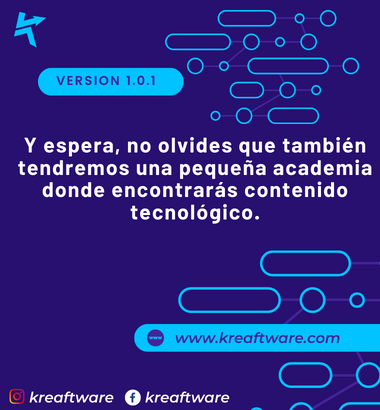 VERSION 1.0.1
Y espera, no olvides que también
tendremos una pequeña academia
donde encontrarás contenido
tecnológico.
www.kreaftware.com
kreaftware kreaftware